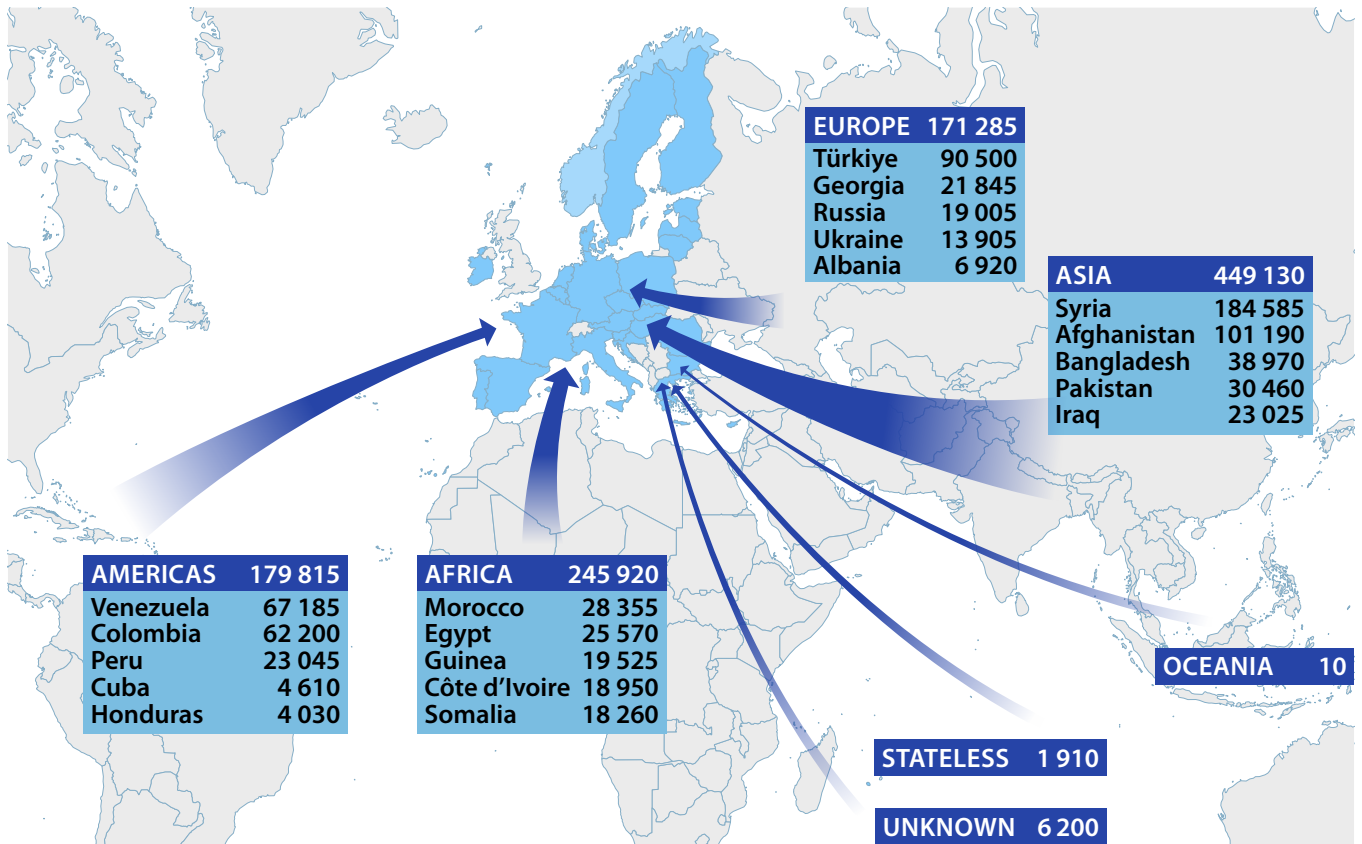 EUROPE 171 285
Türkiye 90 500
Georgia 21 845
Russia 19 005
Ukraine 13 905
Albania 6 920
ASIA 449 130
Syria 184 585
Afghanistan 101 190
Bangladesh 38 970
Pakistan 30 460
Iraq 23 025
AMERICAS 179 815
Venezuela 67 185
Colombia 62 200
Peru 23 045
Cuba 4 610
Honduras 4 030
AFRICA 245 920
Morocco 28 355
Egypt 25 570
Guinea 19 525
Côte d’Ivoire 18 950
Somalia 18 260
OCEANIA 10
STATELESS 1 910
UNKNOWN 6 200